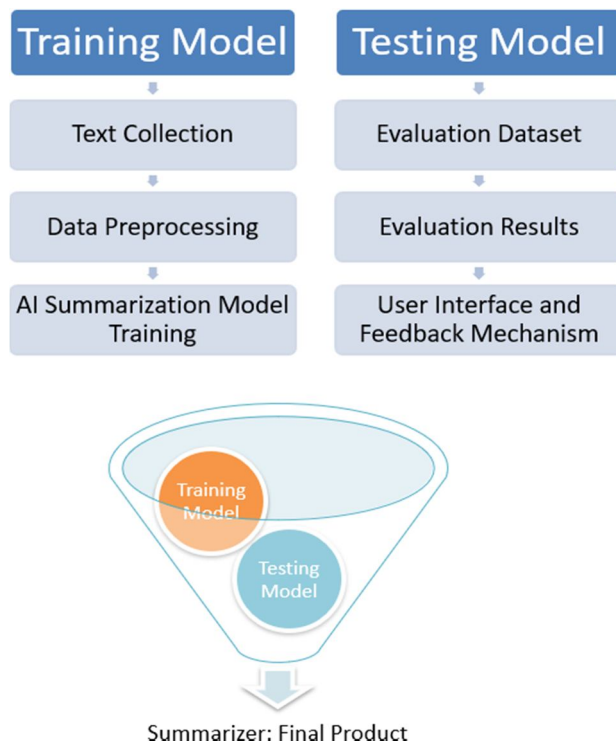 Training Model
Text Collection
Data Preprocessing
AI Summarization Model
Training
Testing Model
Evaluation Dataset
Evaluation Results
User Interface and
Feedback Mechanism
Training
Model
Testing
Model
Summarizer: Final Product